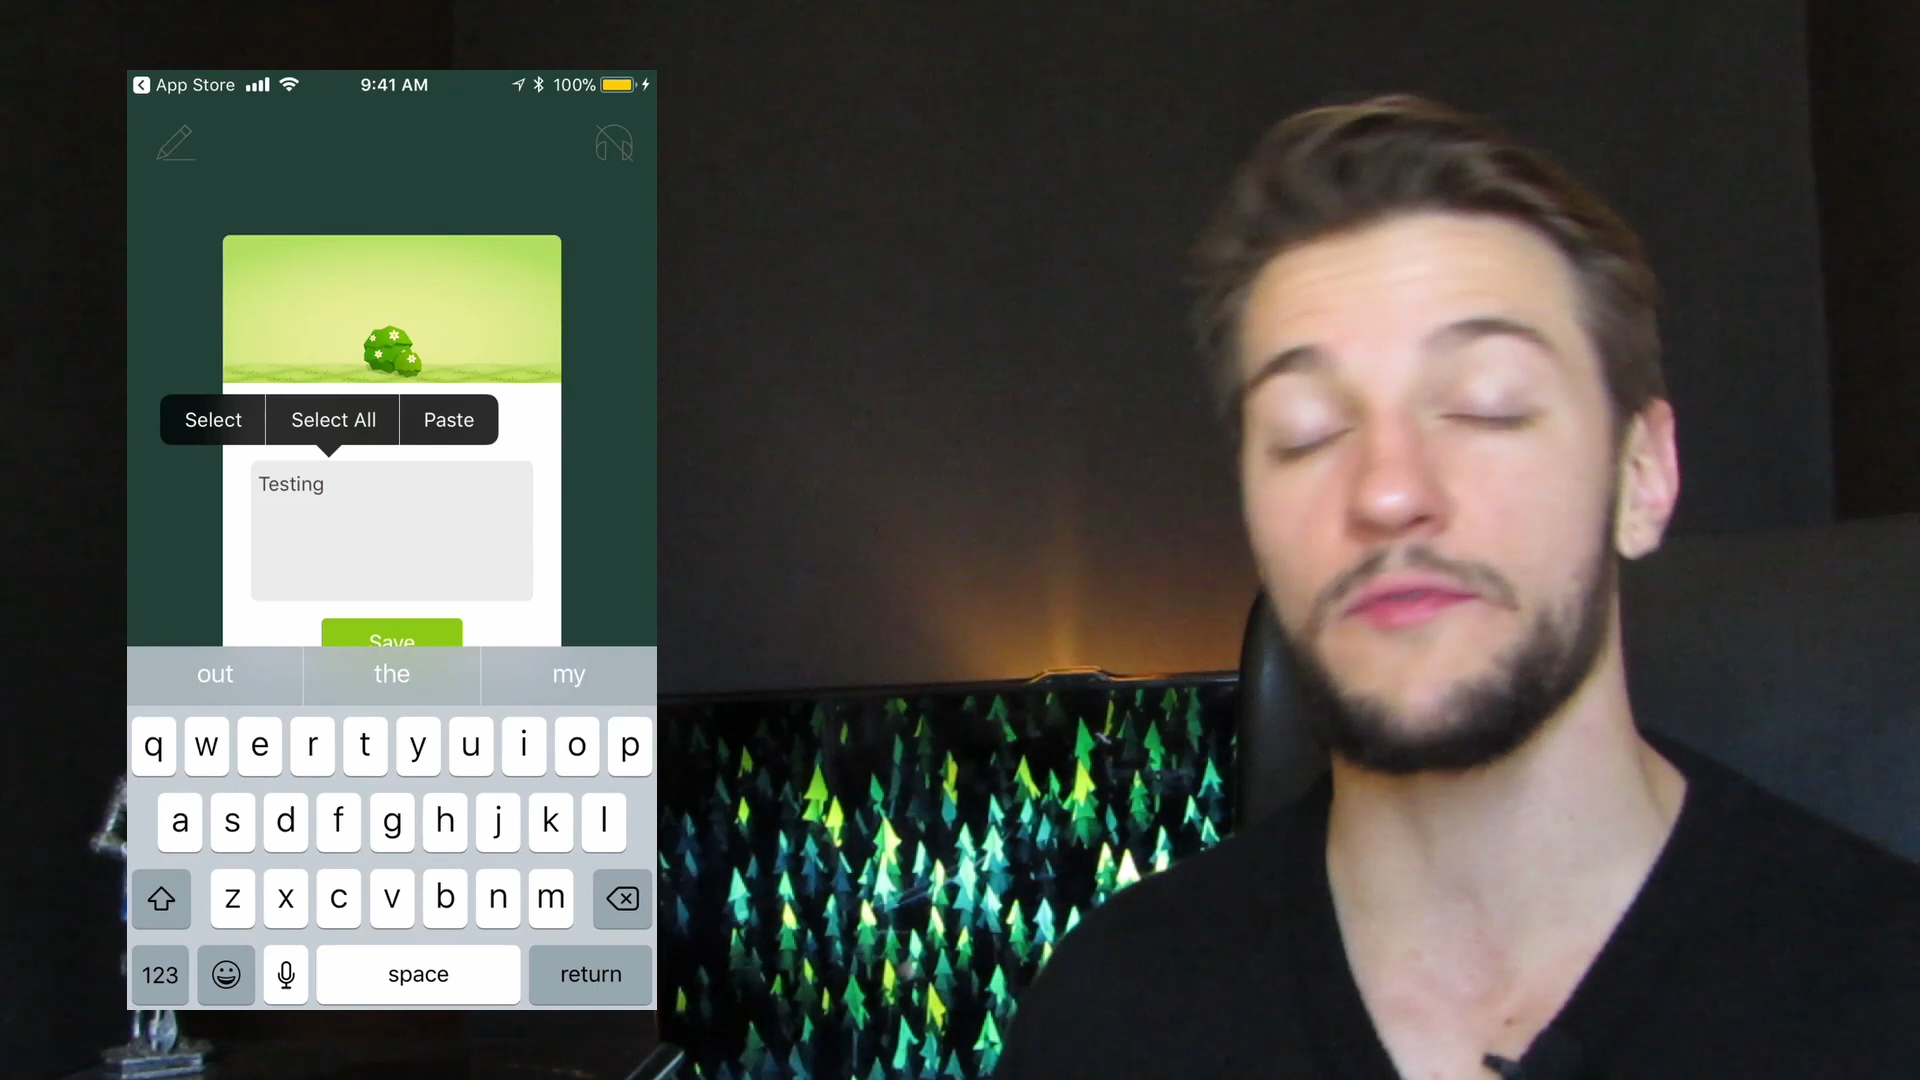 App Store 9:41 AM 100%
Select Select All Paste
Testing
Save
out the my
q w e r t y u i o p
a s d f g h j k l
z x c v b n m
123 space return